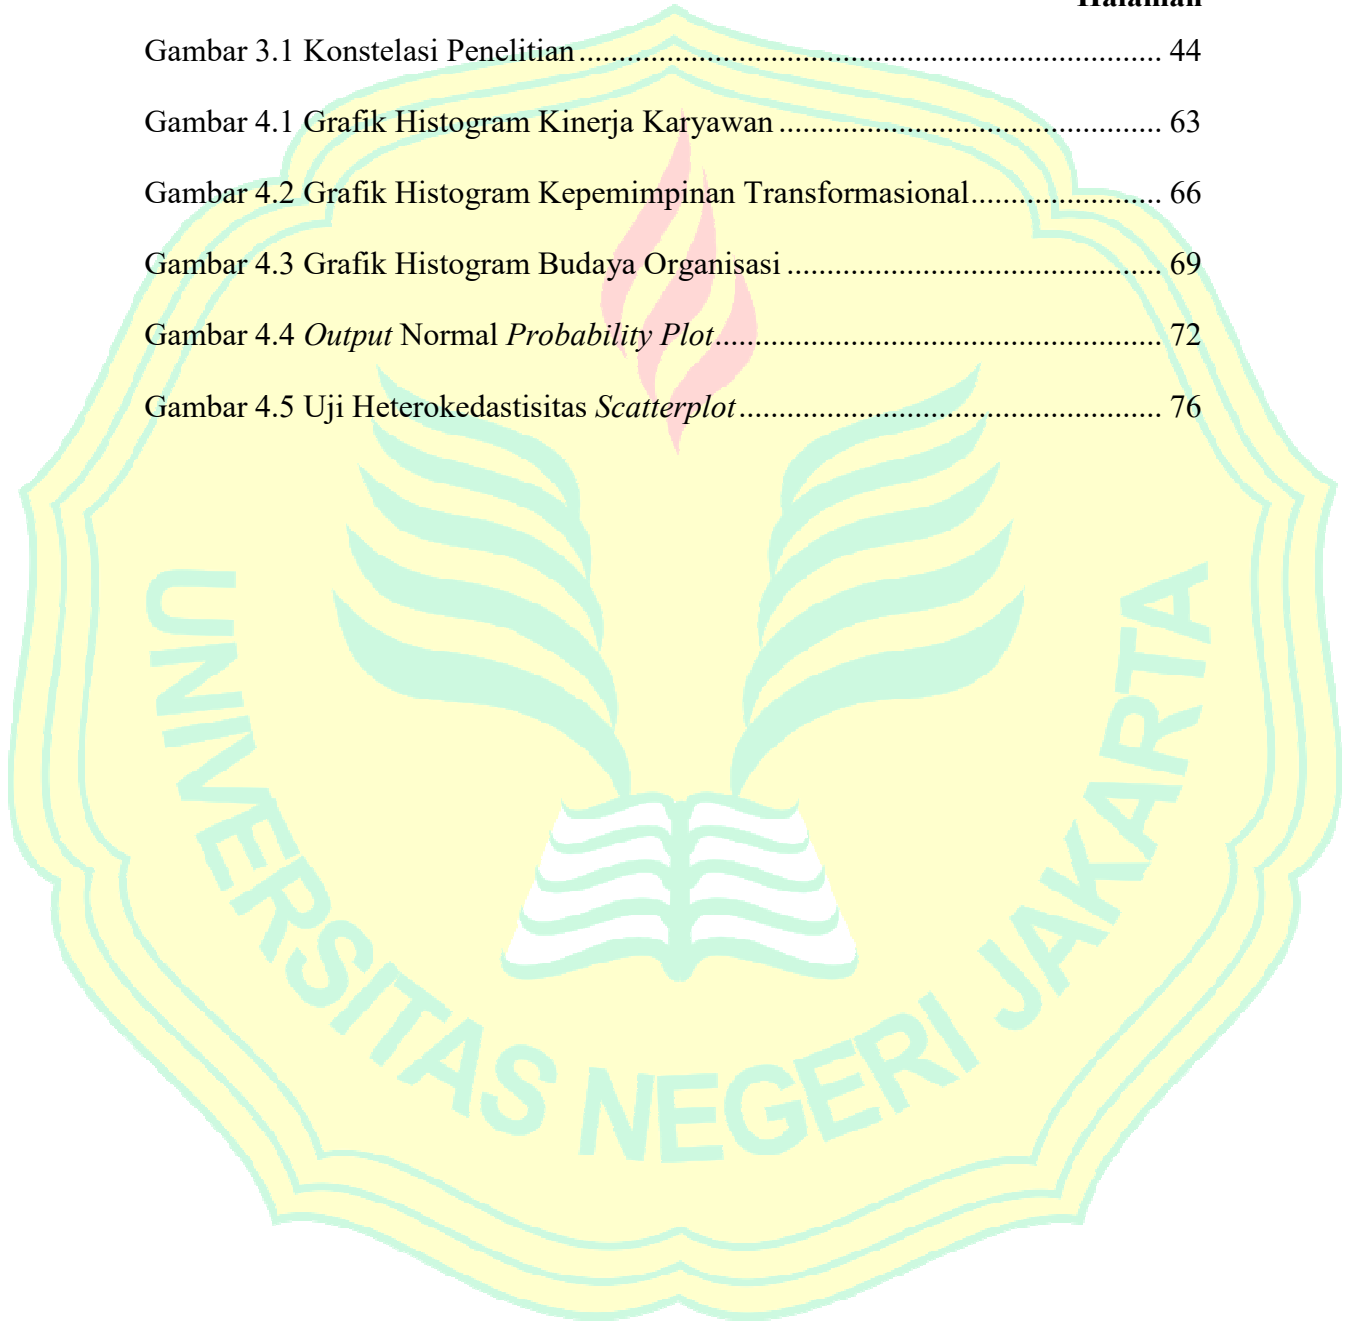 Halaman
Gambar 3.1 Konstelasi Penelitian........................................................................... 44
Gambar 4.1 Grafik Histogram Kinerja Karyawan ................................................. 63
Gambar 4.2 Grafik Histogram Kepemimpinan Transformasional........................ 66
Gambar 4.3 Grafik Histogram Budaya Organisasi ................................................ 69
Gambar 4.4 Output Normal Probability Plot......................................................... 72
Gambar 4.5 Uji Heterokedastisitas Scatterplot...................................................... 76
UNIVERSITAS NEGERI JAKARTA